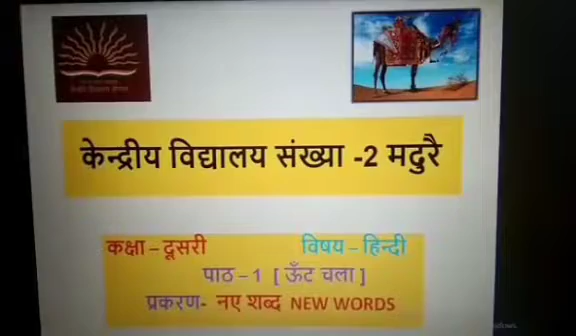 केन्द्रीय विद्यालय संख्या -2 मदुरै
कक्षा – दूसरी विषय – हिन्दी
पाठ – 1 [ ऊँट चला ]
प्रकरण- नए शब्द NEW WORDS